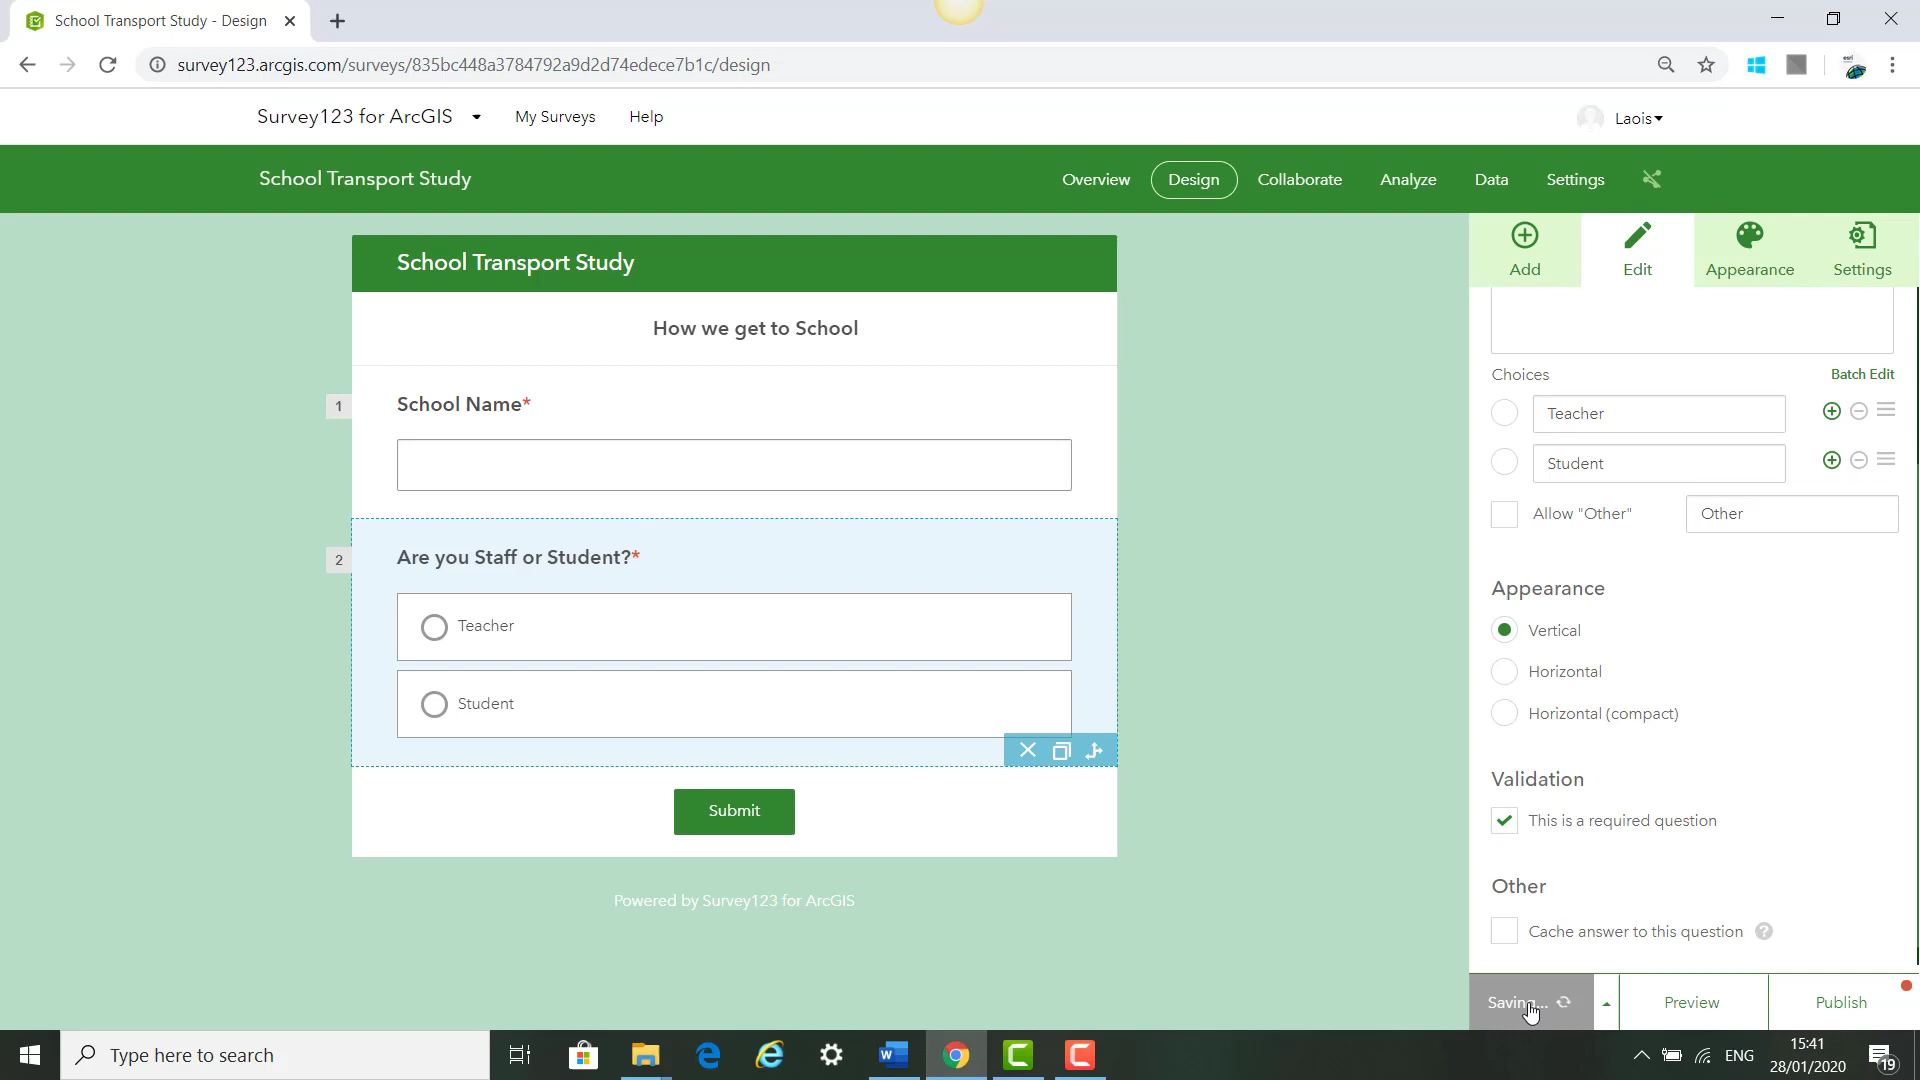 School Transport Study - Design
survey123.arcgis.com/surveys/835bc448a3784792a9d2d74edece7b1c/design
Survey123 for ArcGIS
My Surveys
Help
Laois
School Transport Study
Overview
Design
Collaborate
Analyze
Data
Settings
School Transport Study
How we get to School
1
School Name*
2
Are you Staff or Student?*
Teacher
Student
Submit
Powered by Survey123 for ArcGIS
Add
Edit
Appearance
Settings
Choices
Batch Edit
Teacher
Student
Allow "Other"
Other
Appearance
Vertical
Horizontal
Horizontal (compact)
Validation
This is a required question
Other
Cache answer to this question
?
Saving...
Preview
Publish
Type here to search
ENG
15:41
28/01/2020
19